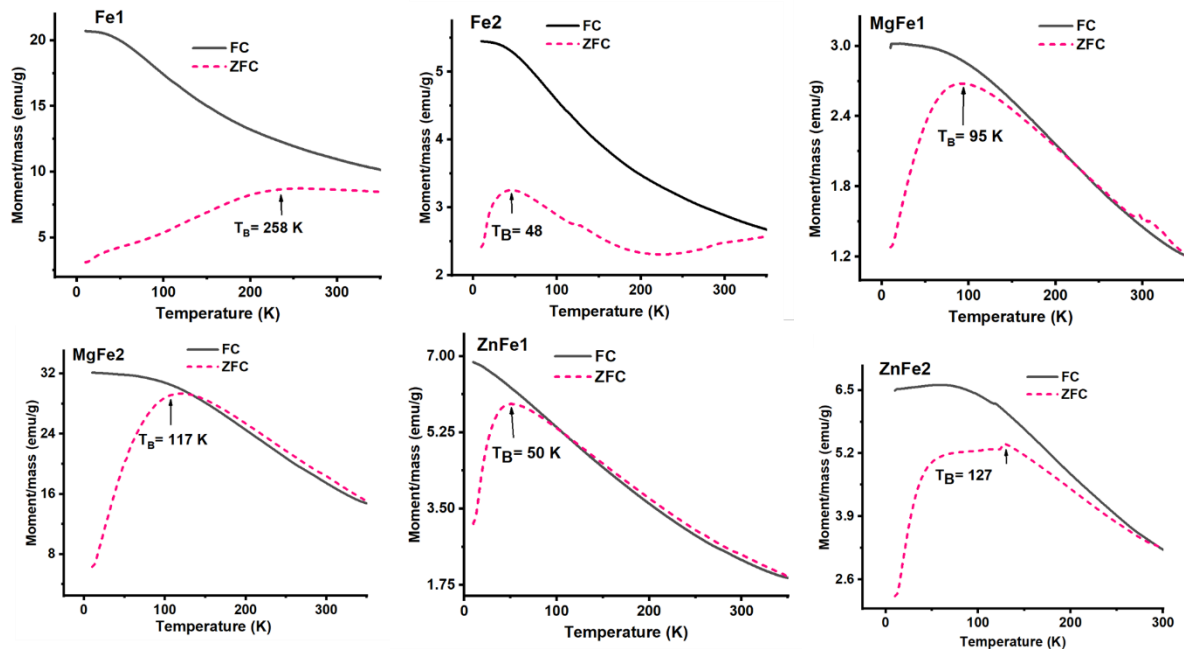 Fe1
FC
ZFC
T_B= 258 K
20
15
10
5
Moment/mass (emu/g)
0 100 200 300
Temperature (K)
Fe2
FC
ZFC
T_B= 48
5
4
3
2
Moment/mass (emu/g)
0 100 200 300
Temperature (K)
MgFe1
FC
ZFC
T_B= 95 K
3.0
2.4
1.8
1.2
Moment/mass (emu/g)
0 100 200 300
Temperature (K)
MgFe2
FC
ZFC
T_B= 117 K
32
24
16
8
Moment/mass (emu/g)
0 100 200 300
Temperature (K)
ZnFe1
FC
ZFC
T_B= 50 K
7.00
5.25
3.50
1.75
Moment/mass (emu/g)
0 100 200 300
Temperature (K)
ZnFe2
FC
ZFC
T_B= 127
6.5
5.2
3.9
2.6
Moment/mass (emu/g)
0 100 200 300
Temperature (K)